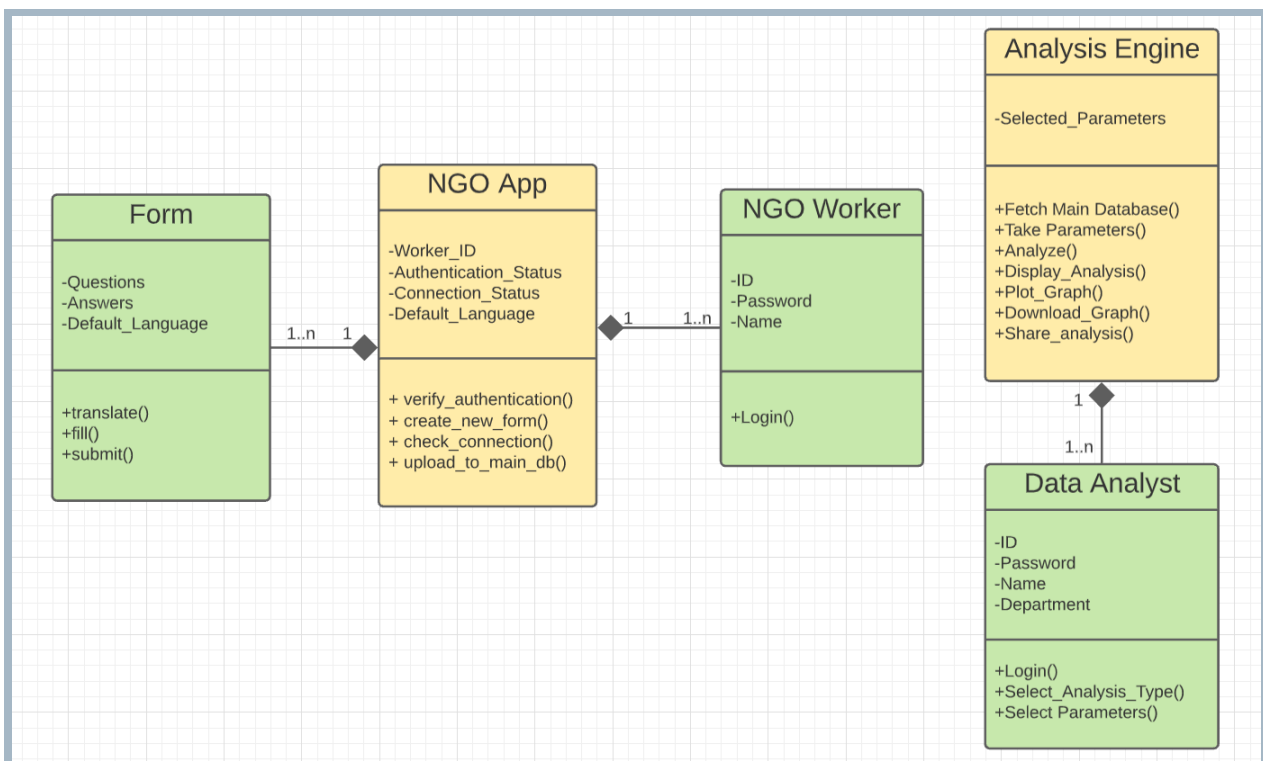 Form
-Questions
-Answers
-Default_Language
+translate()
+fill()
+submit()
1..n
1
NGO App
-Worker_ID
-Authentication_Status
-Connection_Status
-Default_Language
+ verify_authentication()
+ create_new_form()
+ check_connection()
+ upload_to_main_db()
1
1..n
NGO Worker
-ID
-Password
-Name
+Login()
Analysis Engine
-Selected_Parameters
+Fetch Main Database()
+Take Parameters()
+Analyze()
+Display_Analysis()
+Plot_Graph()
+Download_Graph()
+Share_analysis()
1
1..n
Data Analyst
-ID
-Password
-Name
-Department
+Login()
+Select_Analysis_Type()
+Select Parameters()